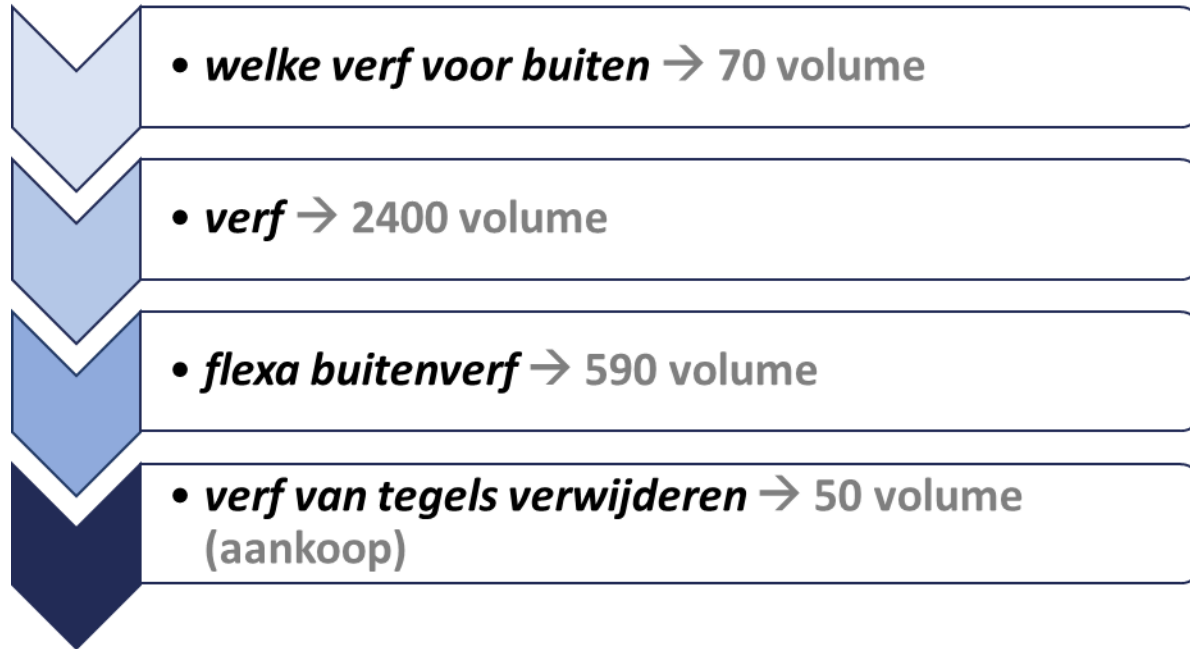 • welke verf voor buiten → 70 volume
• verf → 2400 volume
• flexa buitenverf → 590 volume
• verf van tegels verwijderen → 50 volume
(aankoop)